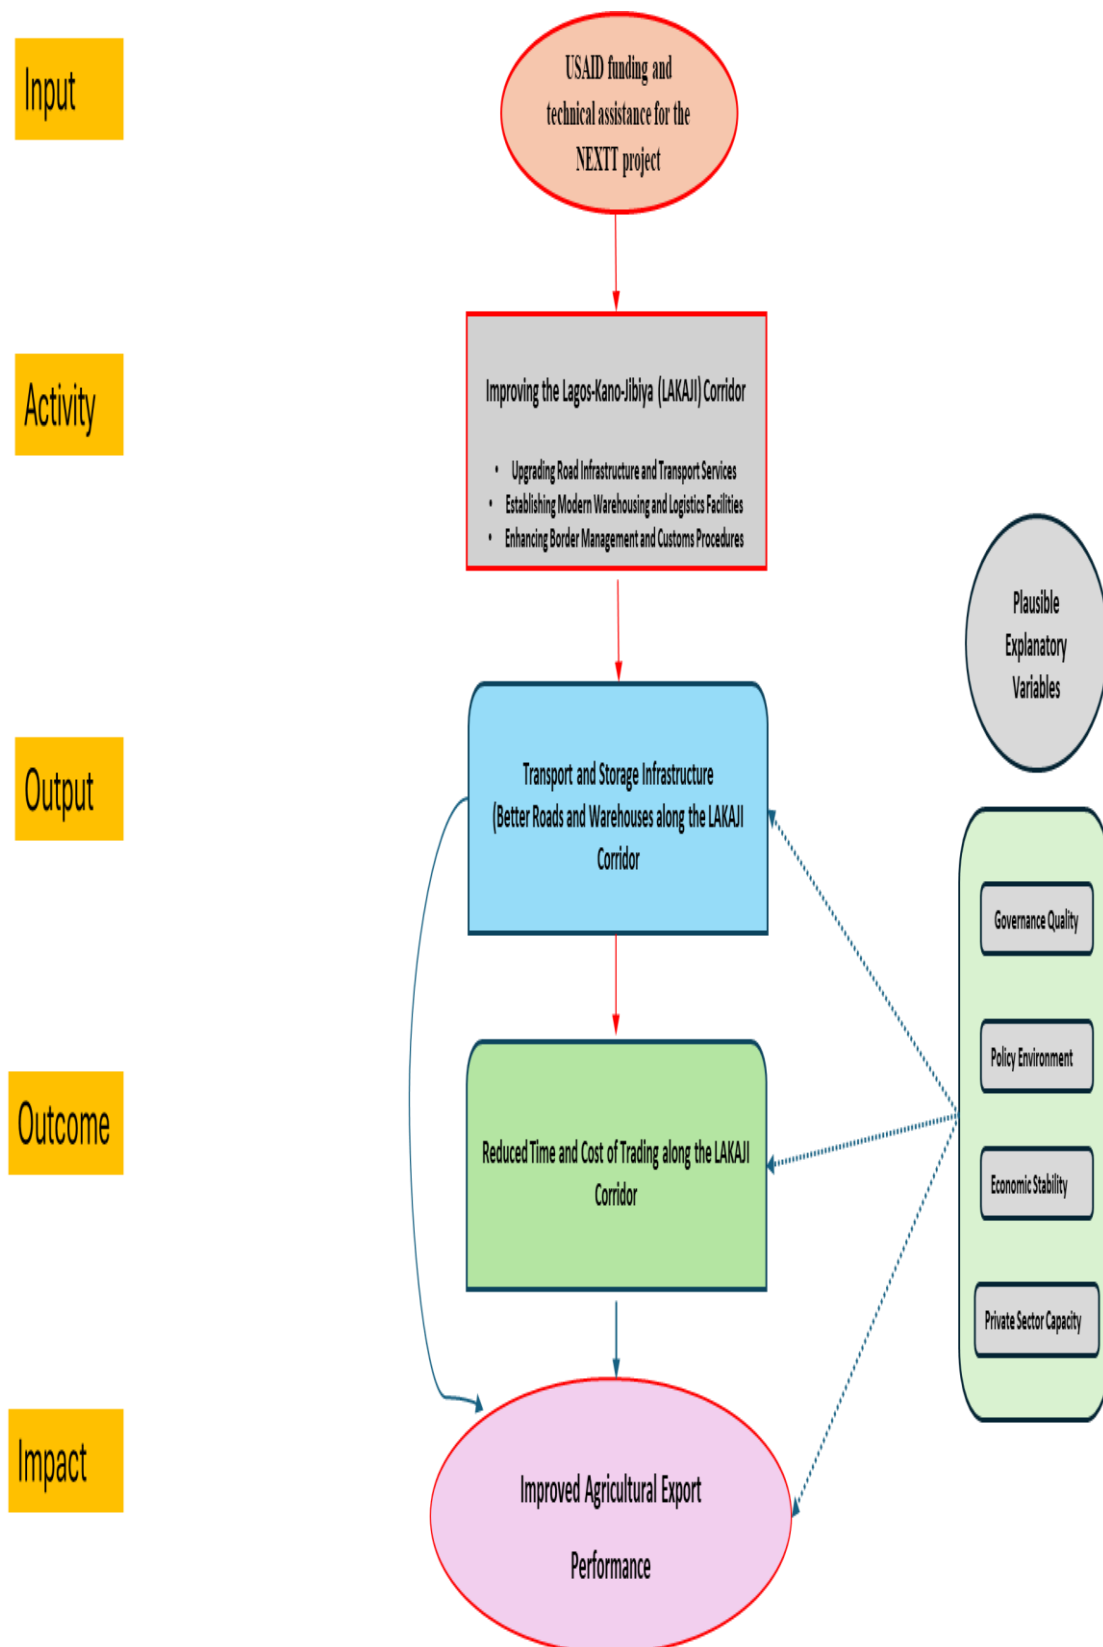 Input
USAID funding and
technical assistance for the
NEXTT project
Activity
Improving the Lagos-Kano-Jibiya (LAKAJI) Corridor
• Upgrading Road Infrastructure and Transport Services
• Establishing Modern Warehousing and Logistics Facilities
• Enhancing Border Management and Customs Procedures
Plausible
Explanatory
Variables
Output
Transport and Storage Infrastructure
(Better Roads and Warehouses along the LAKAJI
Corridor
Governance Quality
Policy Environment
Economic Stability
Private Sector Capacity
Outcome
Reduced Time and Cost of Trading along the LAKAJI
Corridor
Impact
Improved Agricultural Export
Performance